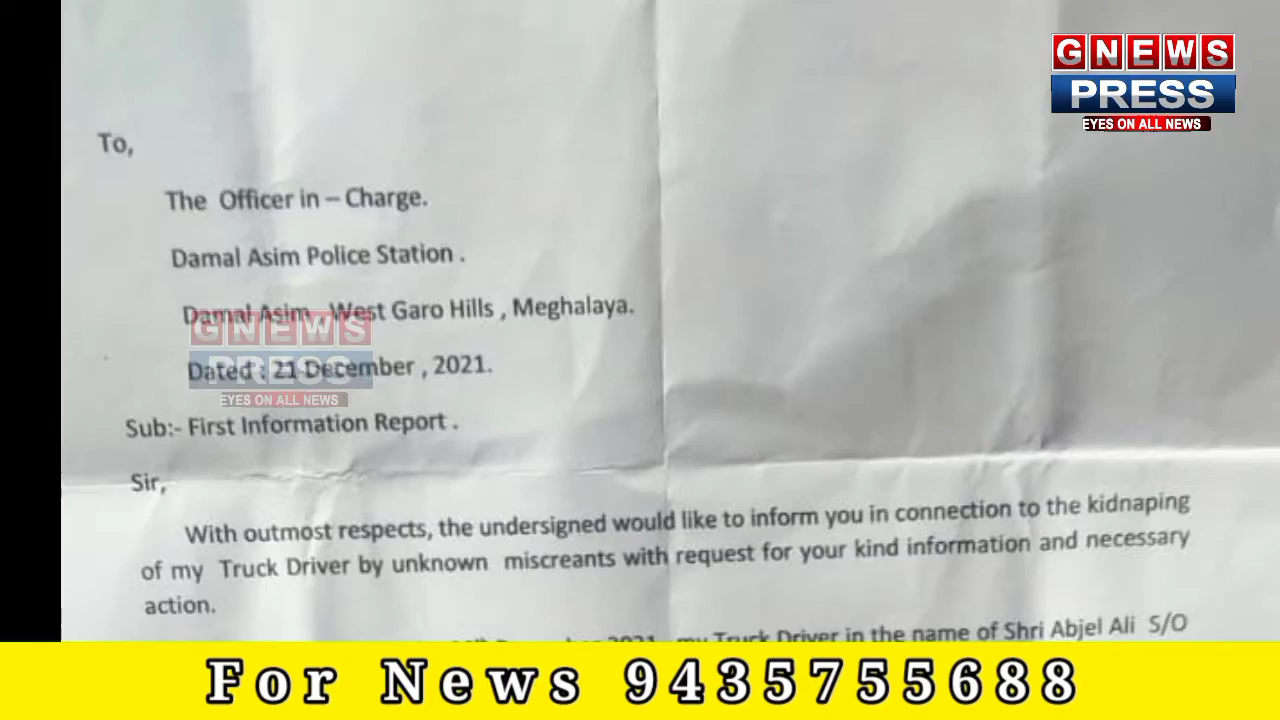 GNEWS
PRESS
EYES ON ALL NEWS
To,
The Officer in – Charge.
Damal Asim Police Station .
Damal Asim , West Garo Hills , Meghalaya.
GNEWS
PRESS
Dated : 21 December , 2021.
EYES ON ALL NEWS
Sub:- First Information Report .
Sir,
With outmost respects, the undersigned would like to inform you in connection to the kidnaping
of my Truck Driver by unknown miscreants with request for your kind information and necessary
action.
2021 my Truck Driver in the name of Shri Abjel Ali S/O
For News 9435755688